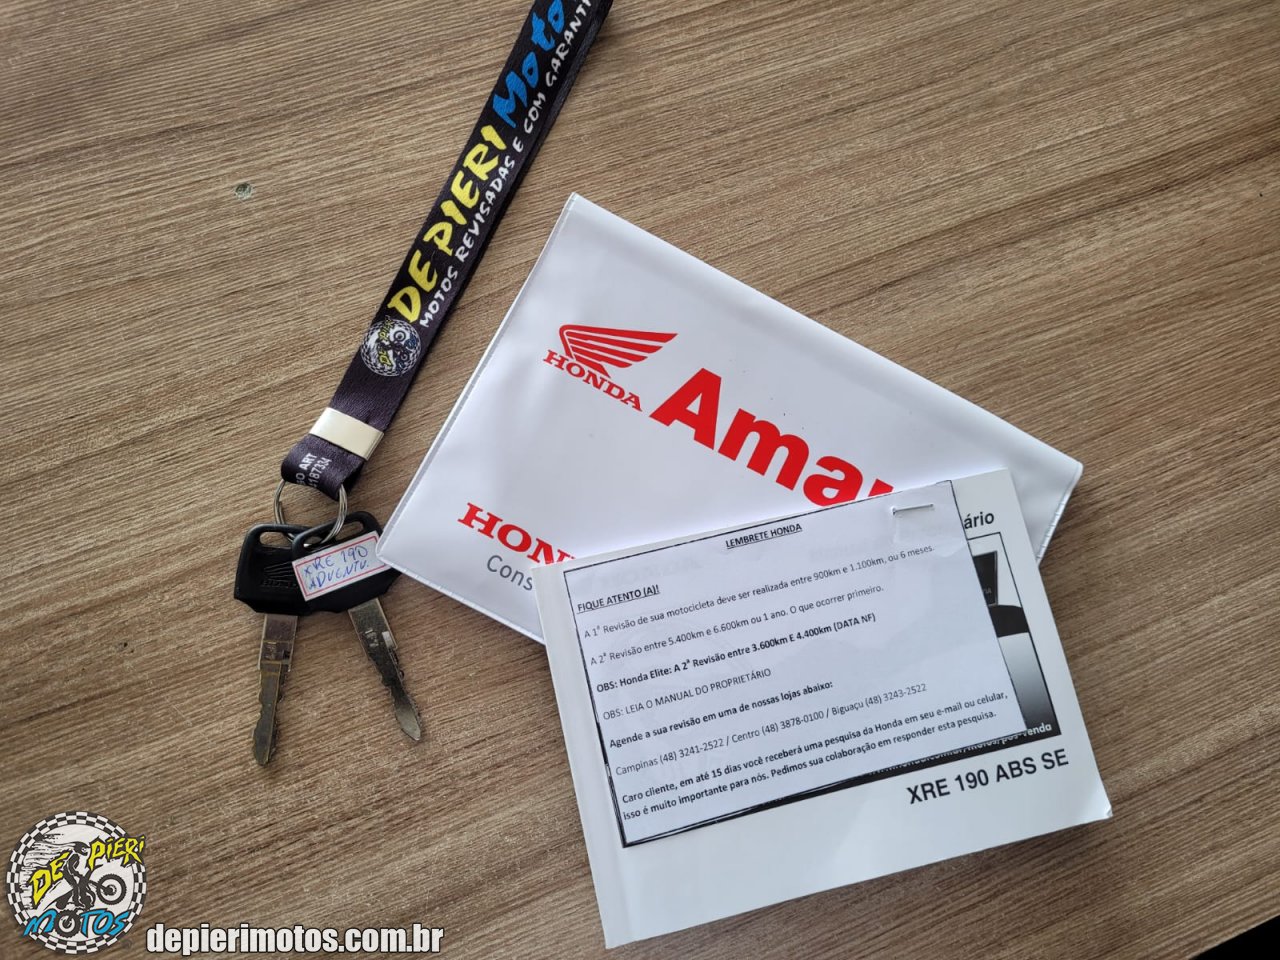 DE PIERI Moto
MOTOS REVISADAS E COM GARANTI
DE PIERI
ART
187334
XRE 190
ADVENTU.
HONDA
Amau
HON
Cons
ário
LEMBRETE HONDA
FIQUE ATENTO (A)!
A 1ª Revisão de sua motocicleta deve ser realizada entre 900km e 1.100km, ou 6 meses.
A 2ª Revisão entre 5.400km e 6.600km ou 1 ano. O que ocorrer primeiro.
OBS: Honda Elite: A 2ª Revisão entre 3.600km E 4.400km (DATA NF)
OBS: LEIA O MANUAL DO PROPRIETÁRIO
Agende a sua revisão em uma de nossas lojas abaixo:
Campinas (48) 3241-2522 / Centro (48) 3878-0100 / Biguaçu (48) 3243-2522
Caro cliente, em até 15 dias você receberá uma pesquisa da Honda em seu e-mail ou celular,
isso é muito importante para nós. Pedimos sua colaboração em responder esta pesquisa.
XRE 190 ABS SE
DE PIERI
MOTOS
depierimotos.com.br